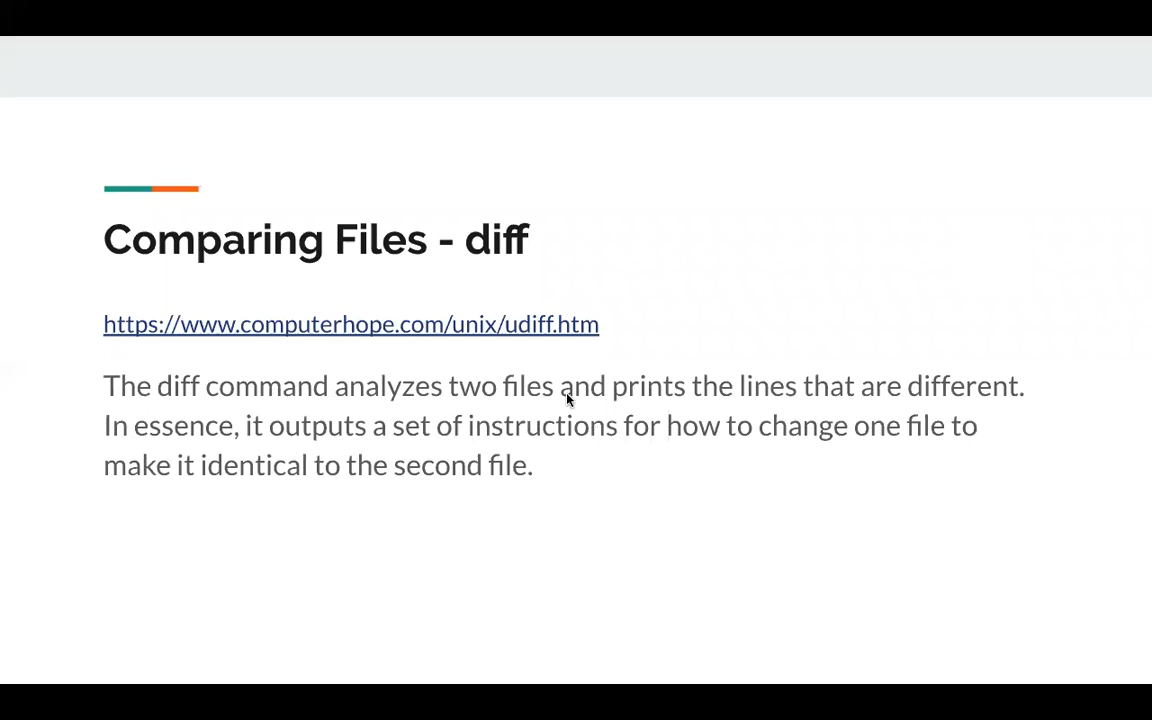 Comparing Files - diff
https://www.computerhope.com/unix/udiff.htm
The diff command analyzes two files and prints the lines that are different.
In essence, it outputs a set of instructions for how to change one file to
make it identical to the second file.